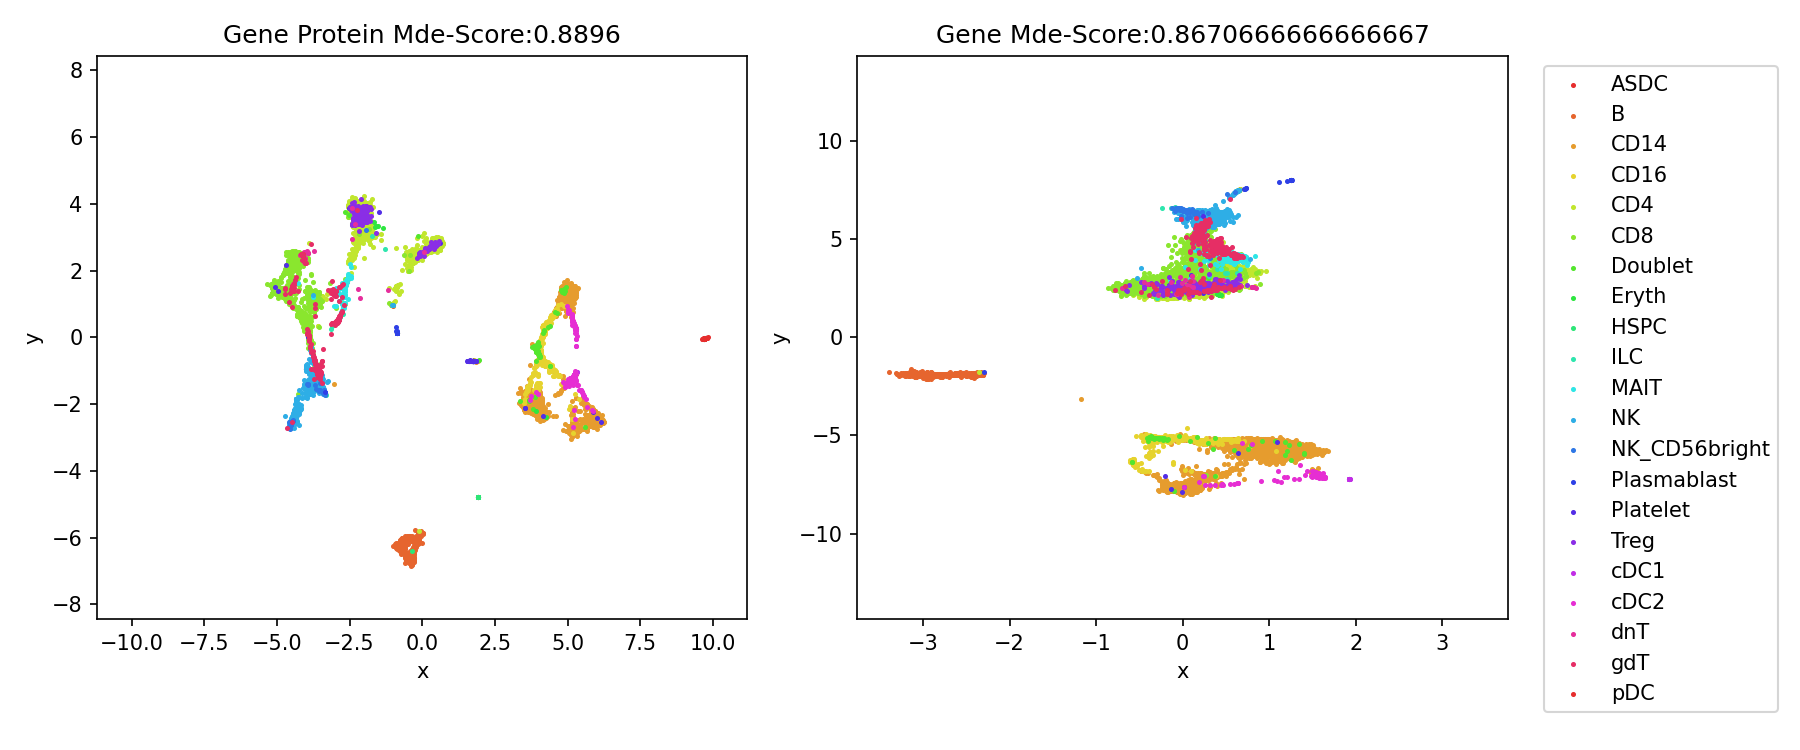 Gene Protein Mde-Score:0.8896
8
6
4
2
0
−2
−4
−6
−8
y
−10.0 −7.5 −5.0 −2.5 0.0 2.5 5.0 7.5 10.0
x
Gene Mde-Score:0.8670666666666667
10
5
0
−5
−10
y
−3 −2 −1 0 1 2 3
x
ASDC
B
CD14
CD16
CD4
CD8
Doublet
Eryth
HSPC
ILC
MAIT
NK
NK_CD56bright
Plasmablast
Platelet
Treg
cDC1
cDC2
dnT
gdT
pDC